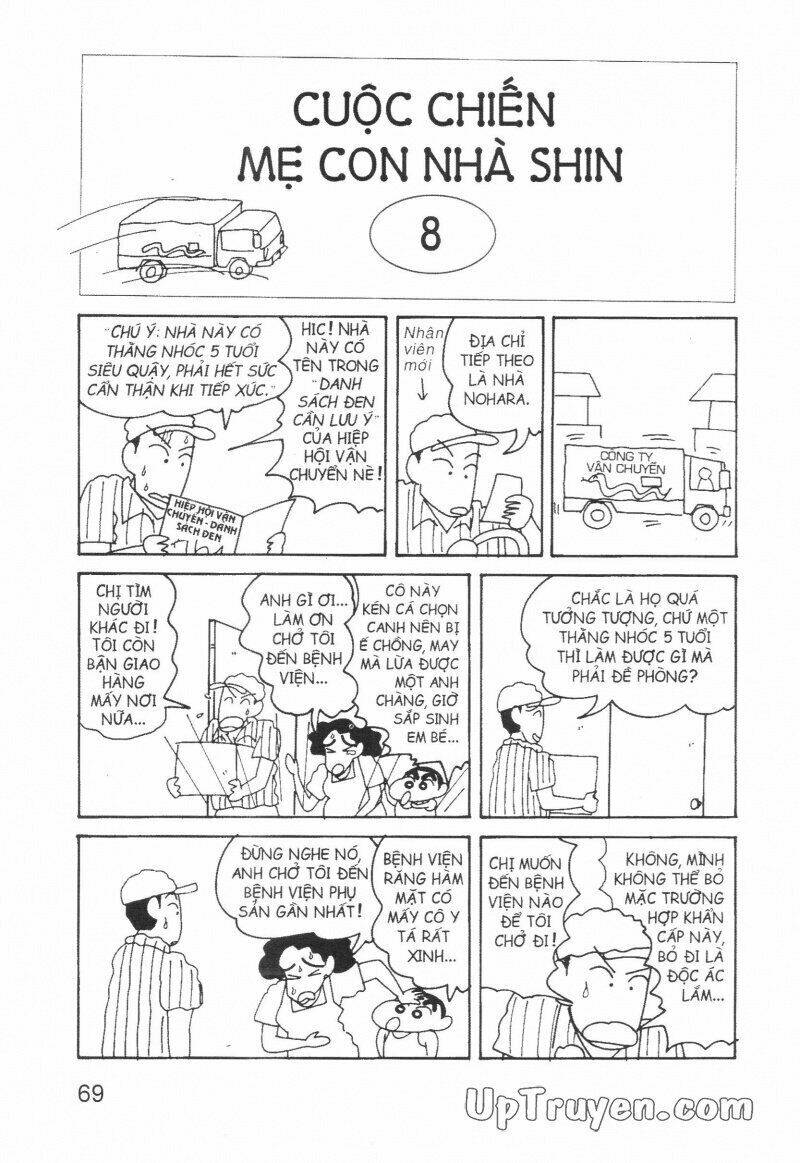 CUỘC CHIẾN
MẸ CON NHÀ SHIN
8
CÔNG TY
VẬN CHUYỂN
ĐỊA CHỈ
TIẾP THEO
LÀ NHÀ
NOHARA.
Nhân
viên
mới
HIC! NHÀ
NÀY CÓ
TÊN TRONG
"DANH
SÁCH ĐEN
CẦN LƯU Ý"
CỦA HIỆP
HỘI VẬN
CHUYỂN NÈ!
"CHÚ Ý: NHÀ NÀY CÓ
THẰNG NHÓC 5 TUỔI
SIÊU QUẬY, PHẢI HẾT SỨC
CẨN THẬN KHI TIẾP XÚC."
HIỆP HỘI VẬN
CHUYỂN - DANH
SÁCH ĐEN
CHẮC LÀ HỌ QUÁ
TƯỞNG TƯỢNG, CHỨ MỘT
THẰNG NHÓC 5 TUỔI
THÌ LÀM ĐƯỢC GÌ MÀ
PHẢI ĐỀ PHÒNG?
CÔ NÀY
KÉN CÁ CHỌN
CANH NÊN BỊ
Ế CHỒNG, MAY
MÀ LỪA ĐƯỢC
MỘT ANH
CHÀNG, GIỜ
SẮP SINH
EM BÉ...
ANH GÌ ƠI...
LÀM ƠN
CHỞ TÔI
ĐẾN BỆNH
VIỆN...
CHỊ TÌM
NGƯỜI
KHÁC ĐI!
TÔI CÒN
BẬN GIAO
HÀNG
MẤY NƠI
NỮA...
KHÔNG, MÌNH
KHÔNG THỂ BỎ
MẶC TRƯỜNG
HỢP KHẨN
CẤP NÀY,
BỎ ĐI LÀ
ĐỘC ÁC
LẮM...
CHỊ MUỐN
ĐẾN BỆNH
VIỆN NÀO
ĐỂ TÔI
CHỞ ĐI!
BỆNH VIỆN
RĂNG HÀM
MẶT CÓ
MẤY CÔ Y
TÁ RẤT
XINH...
ĐỪNG NGHE NÓ,
ANH CHỞ TÔI ĐẾN
BỆNH VIỆN PHỤ
SẢN GẦN NHẤT!
69
UpTruyen.com